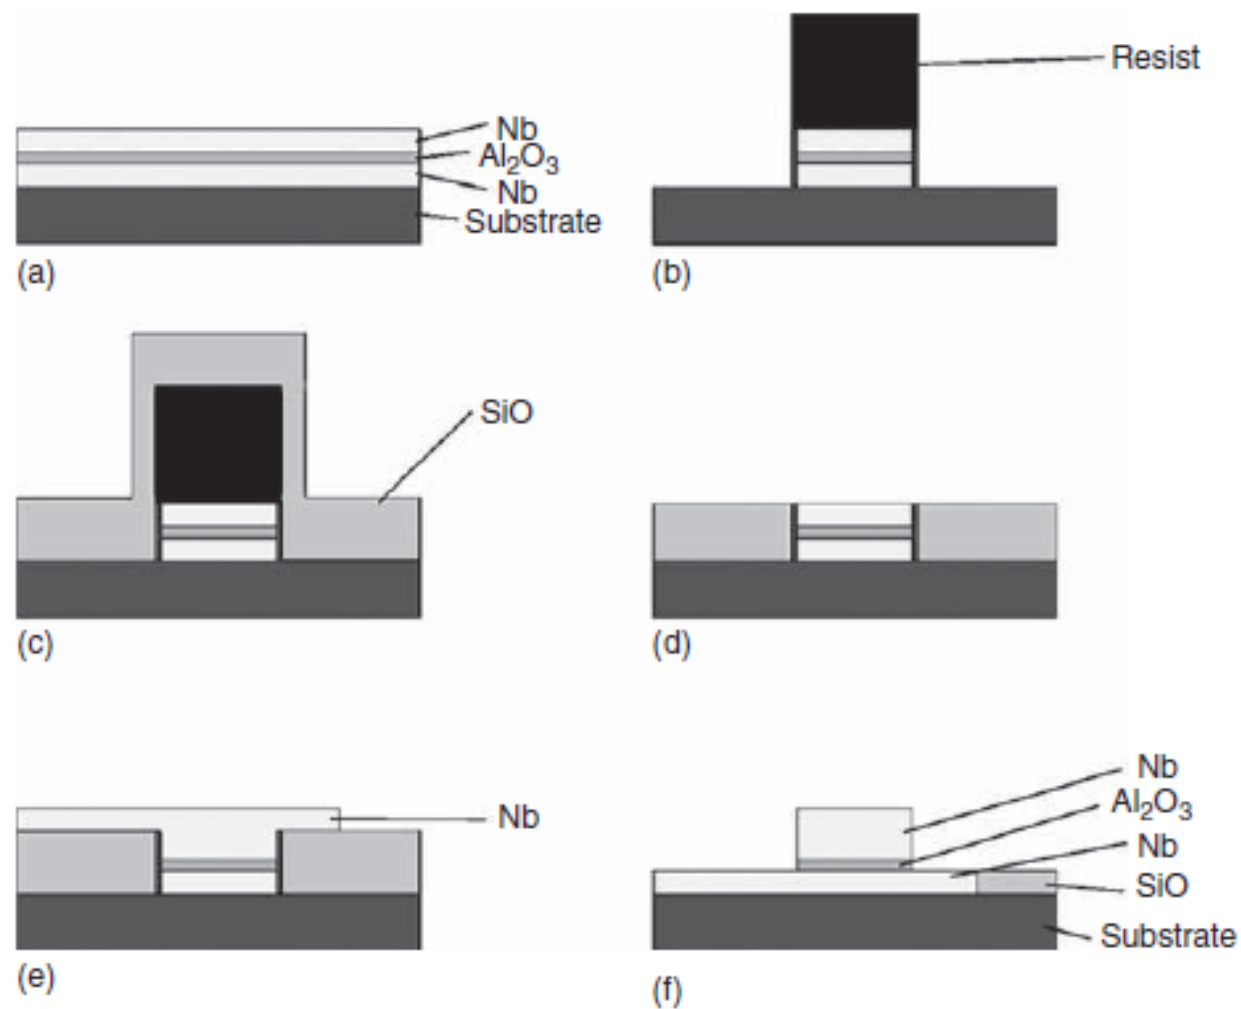 Resist
Nb
Al₂O₃
Nb
Substrate
(a)
(b)
SiO
(c)
(d)
Nb
Nb
Al₂O₃
Nb
SiO
Substrate
(e)
(f)